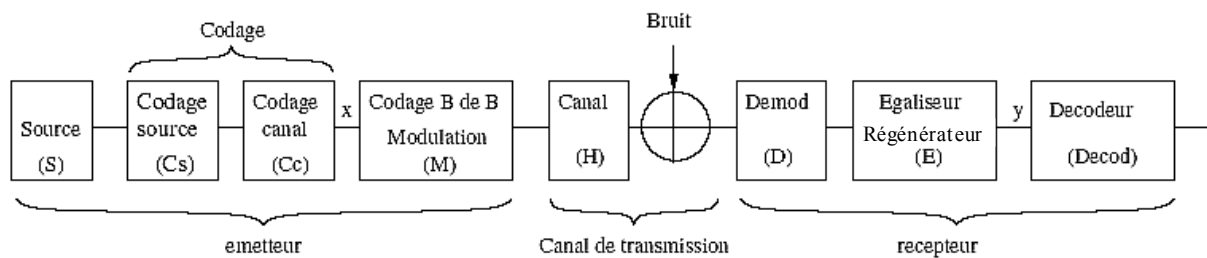 Bruit
Codage
Source
(S)
Codage
source
(Cs)
Codage
canal
(Cc)
x
Codage B de B
Modulation
(M)
Canal
(H)
Demod
(D)
Egaliseur
Régénérateur
(E)
y
Decodeur
(Decod)
emetteur
Canal de transmission
recepteur